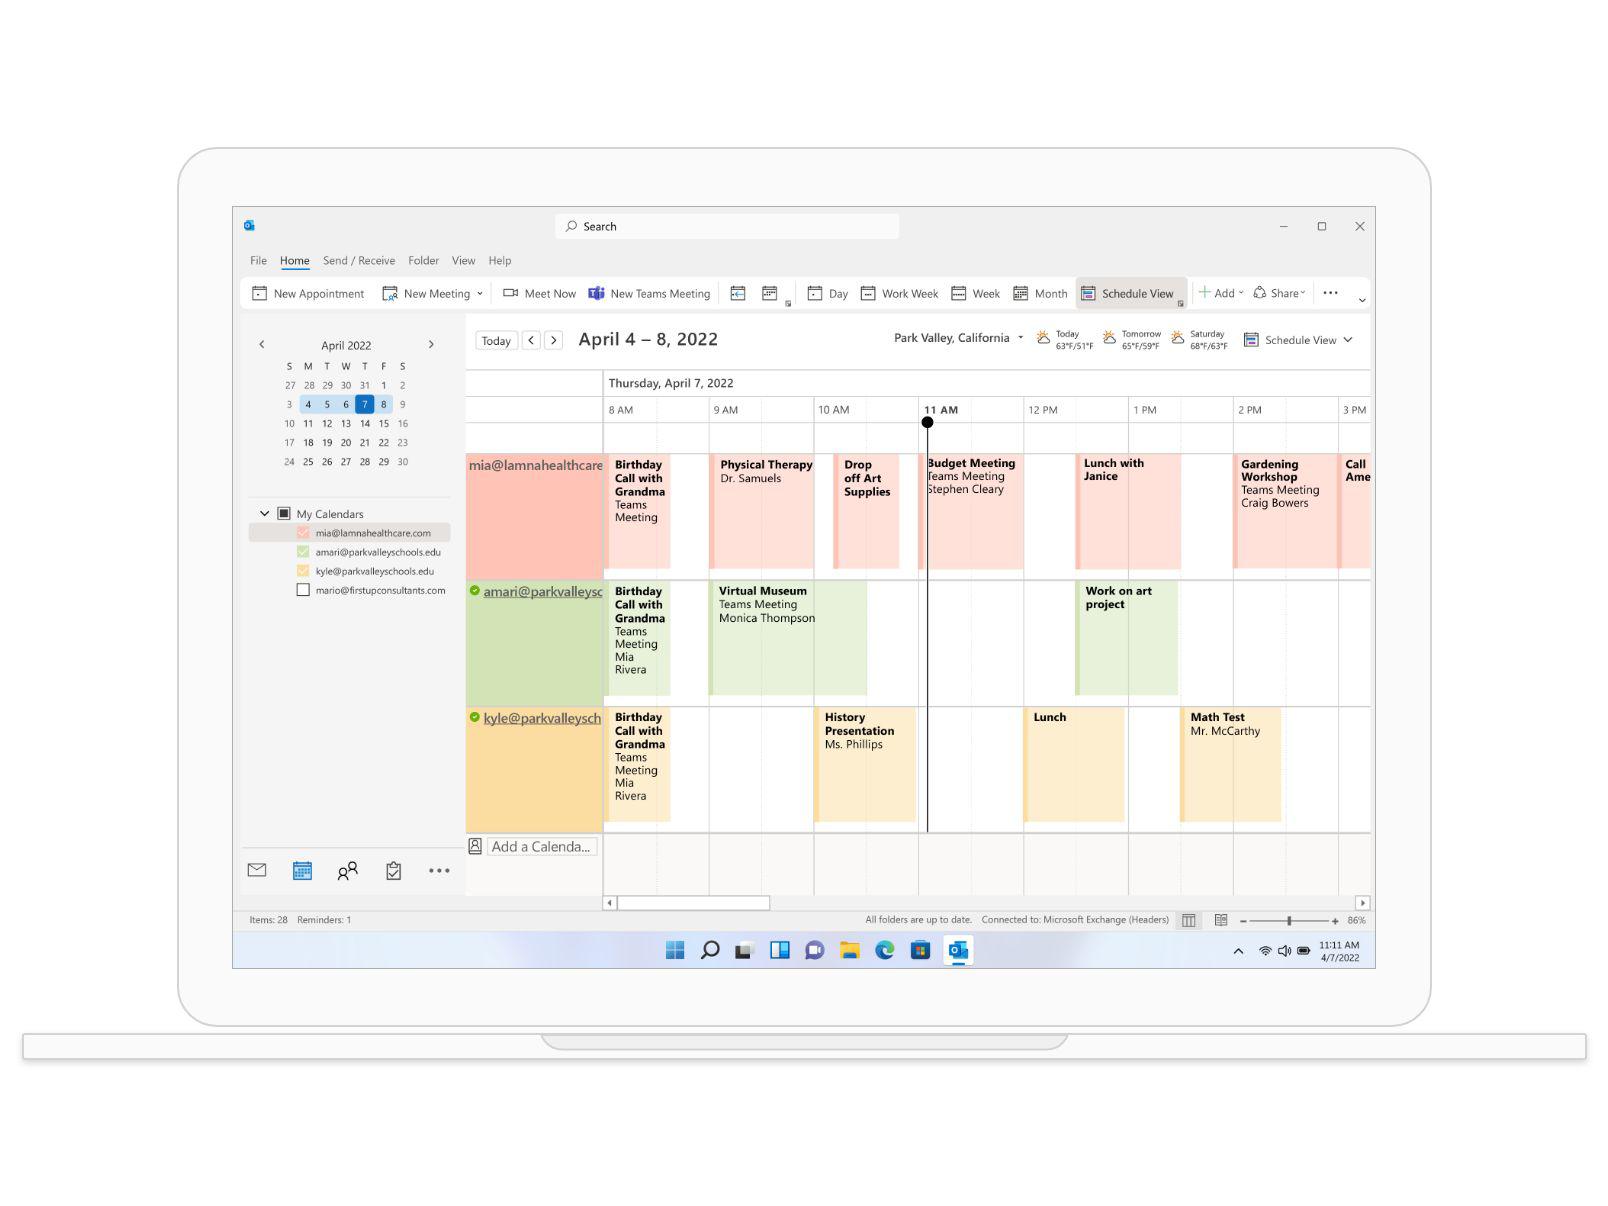 Search
File Home Send / Receive Folder View Help
New Appointment New Meeting Meet Now New Teams Meeting Day Work Week Week Month Schedule View Add Share
April 2022
S M T W T F S
27 28 29 30 31 1 2
3 4 5 6 7 8 9
10 11 12 13 14 15 16
17 18 19 20 21 22 23
24 25 26 27 28 29 30
My Calendars
mia@lamnahealthcare.com
amari@parkvalleyschools.edu
kyle@parkvalleyschools.edu
mario@firstupconsultants.com
Today April 4 – 8, 2022
Park Valley, California
Today
63°F/51°F
Tomorrow
65°F/59°F
Saturday
68°F/63°F
Schedule View
Thursday, April 7, 2022
8 AM 9 AM 10 AM 11 AM 12 PM 1 PM 2 PM 3 PM
mia@lamnahealthcare
Birthday
Call with
Grandma
Teams
Meeting
Physical Therapy
Dr. Samuels
Drop
off Art
Supplies
Budget Meeting
Teams Meeting
Stephen Cleary
Lunch with
Janice
Gardening
Workshop
Teams Meeting
Craig Bowers
Call
Ame
amari@parkvalleysc
Birthday
Call with
Grandma
Teams
Meeting
Mia
Rivera
Virtual Museum
Teams Meeting
Monica Thompson
Work on art
project
kyle@parkvalleysch
Birthday
Call with
Grandma
Teams
Meeting
Mia
Rivera
History
Presentation
Ms. Phillips
Lunch
Math Test
Mr. McCarthy
Add a Calenda...
Items: 28 Reminders: 1
All folders are up to date. Connected to: Microsoft Exchange (Headers) 86%
11:11 AM
4/7/2022